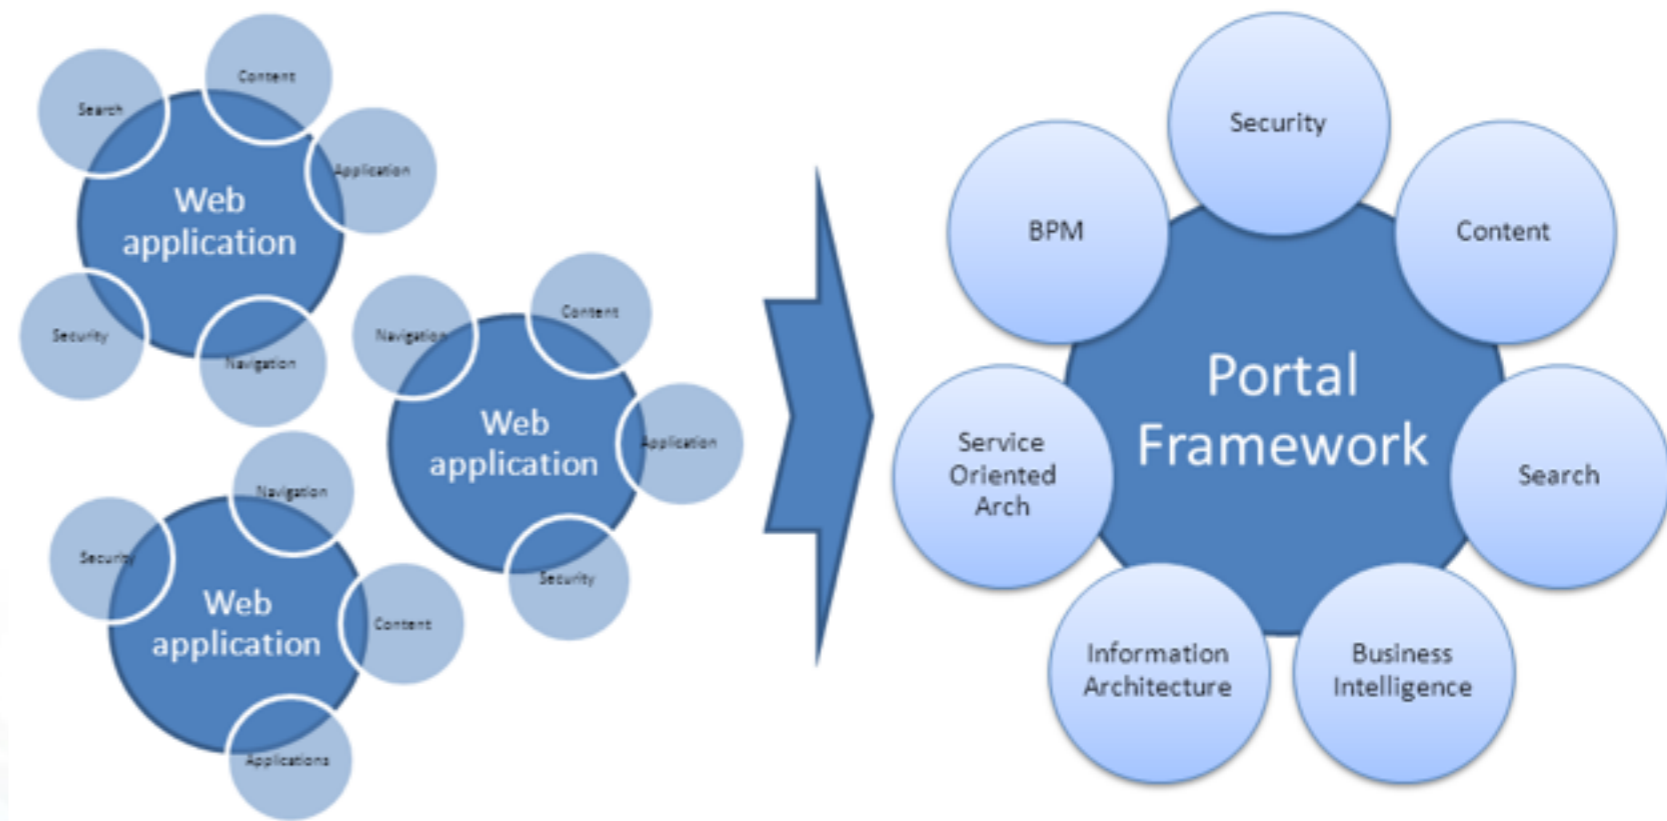 Content
Search
Application
Web
application
Security
Navigation
Content
Navigation
Web
application
Application
Security
Navigation
Security
Web
application
Content
Applications
Security
BPM
Content
Portal
Framework
Service
Oriented
Arch
Search
Information
Architecture
Business
Intelligence